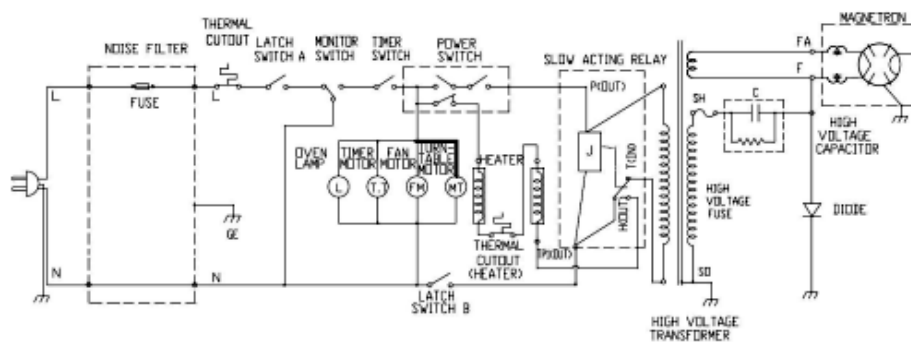 NOISE FILTER
FUSE
L
L
N
N
GE
THERMAL
CUTOUT
LATCH
SWITCH A
MONITOR
SWITCH
TIMER
SWITCH
POWER
SWITCH
OVEN
LAMP
TIMER
MOTOR
FAN
MOTOR
TURN-
TABLE
MOTOR
L
T.T
FM
MT
HEATER
THERMAL
CUTOUT
(HEATER)
LATCH
SWITCH B
SLOW ACTING RELAY
P(OUT)
J
T(IN)
H(OUT)
HIGH VOLTAGE
TRANSFORMER
SH
SD
HIGH
VOLTAGE
FUSE
C
HIGH
VOLTAGE
CAPACITOR
DIODE
FA
F
MAGNETRON